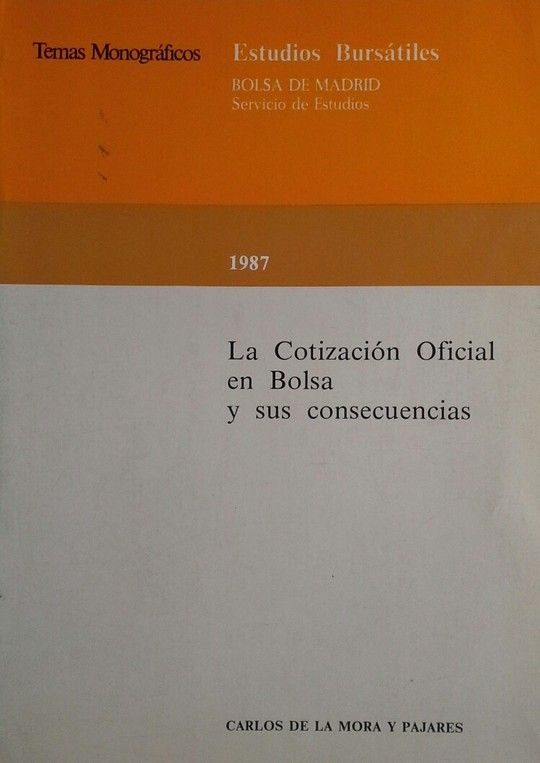 Temas Monográficos
Estudios Bursátiles
BOLSA DE MADRID
Servicio de Estudios
1987
La Cotización Oficial
en Bolsa
y sus consecuencias
CARLOS DE LA MORA Y PAJARES